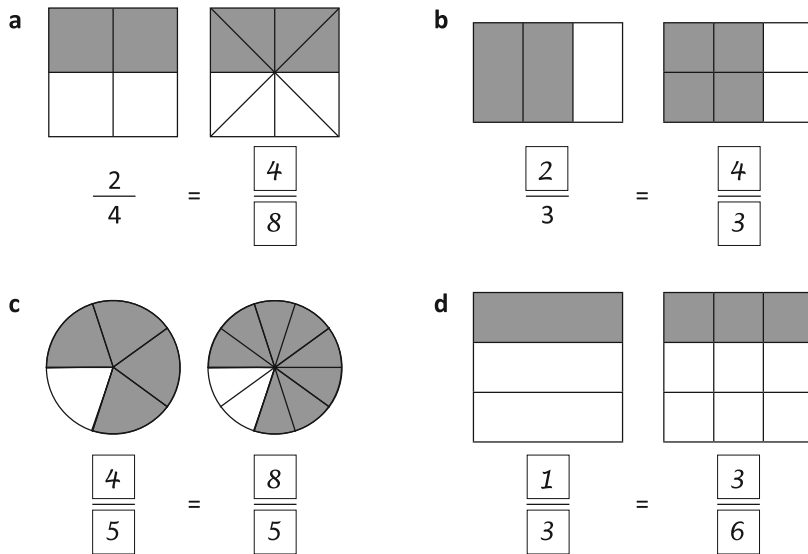 a
b
2/4 = 4/8
2/3 = 4/3
c
d
4/5 = 8/5
1/3 = 3/6